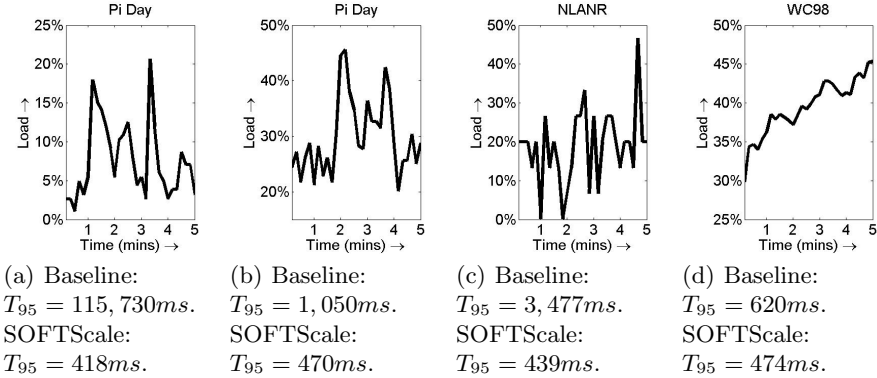 Pi Day
25%
20%
15%
10%
5%
0%
Load →
1 2 3 4 5
Time (mins) →
(a) Baseline:
T95 = 115, 730ms.
SOFTScale:
T95 = 418ms.
Pi Day
50%
40%
30%
20%
Load →
1 2 3 4 5
Time (mins) →
(b) Baseline:
T95 = 1, 050ms.
SOFTScale:
T95 = 470ms.
NLANR
50%
40%
30%
20%
10%
0%
Load →
1 2 3 4 5
Time (mins) →
(c) Baseline:
T95 = 3, 477ms.
SOFTScale:
T95 = 439ms.
WC98
50%
45%
40%
35%
30%
25%
Load →
1 2 3 4 5
Time (mins) →
(d) Baseline:
T95 = 620ms.
SOFTScale:
T95 = 474ms.